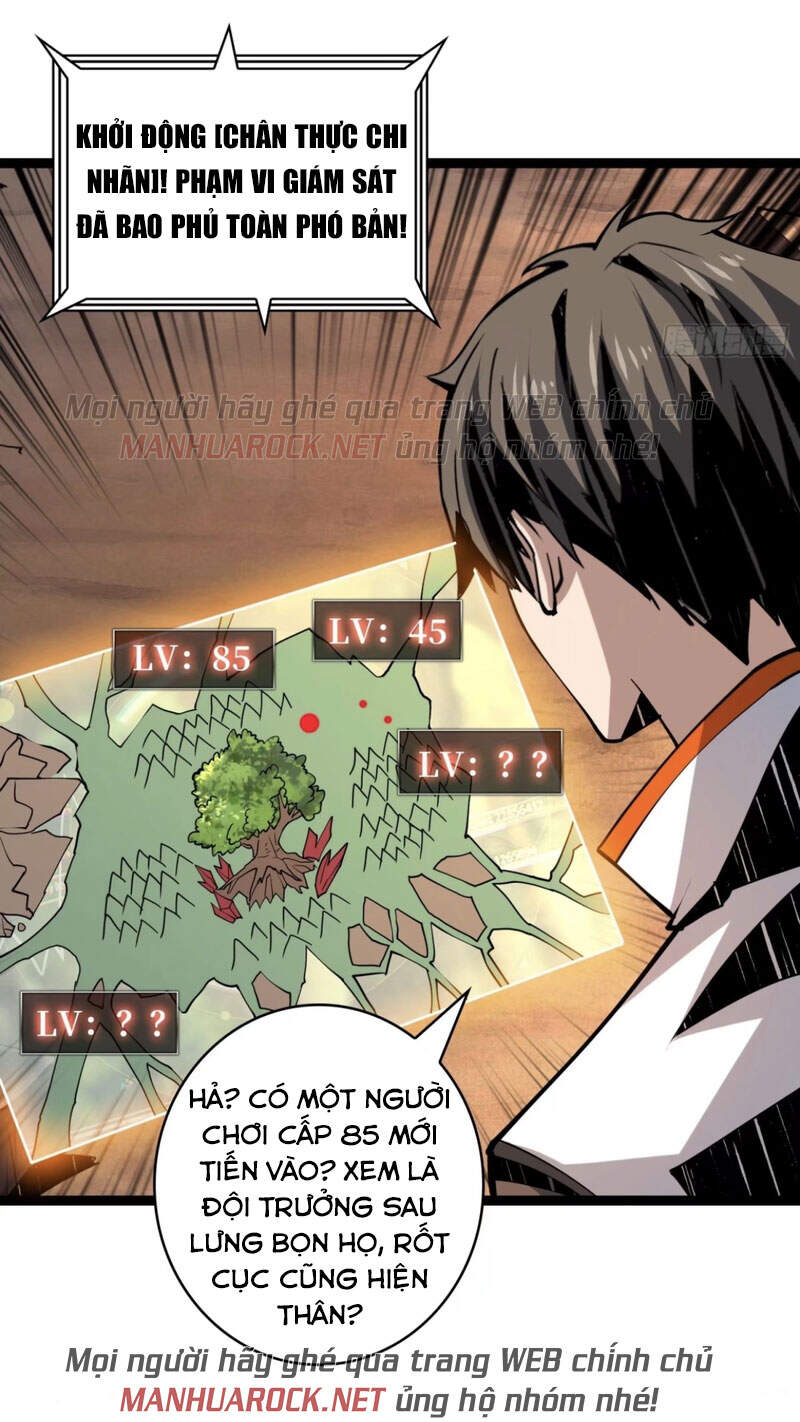 KHỞI ĐỘNG [CHÂN THỰC CHI
NHÃN]! PHẠM VI GIÁM SÁT
ĐÃ BAO PHỦ TOÀN PHÓ BẢN!
Mọi người hãy ghé qua trang WEB chính chủ
MANHUAROCK.NET ủng hộ nhóm nhé!
LV: 45
LV: 85
LV: ? ?
LV: ? ?
HẢ? CÓ MỘT NGƯỜI
CHƠI CẤP 85 MỚI
TIẾN VÀO? XEM LÀ
ĐỘI TRƯỞNG SAU
LƯNG BỌN HỌ, RỐT
CỤC CŨNG HIỆN
THÂN?
Mọi người hãy ghé qua trang WEB chính chủ
MANHUAROCK.NET ủng hộ nhóm nhé!